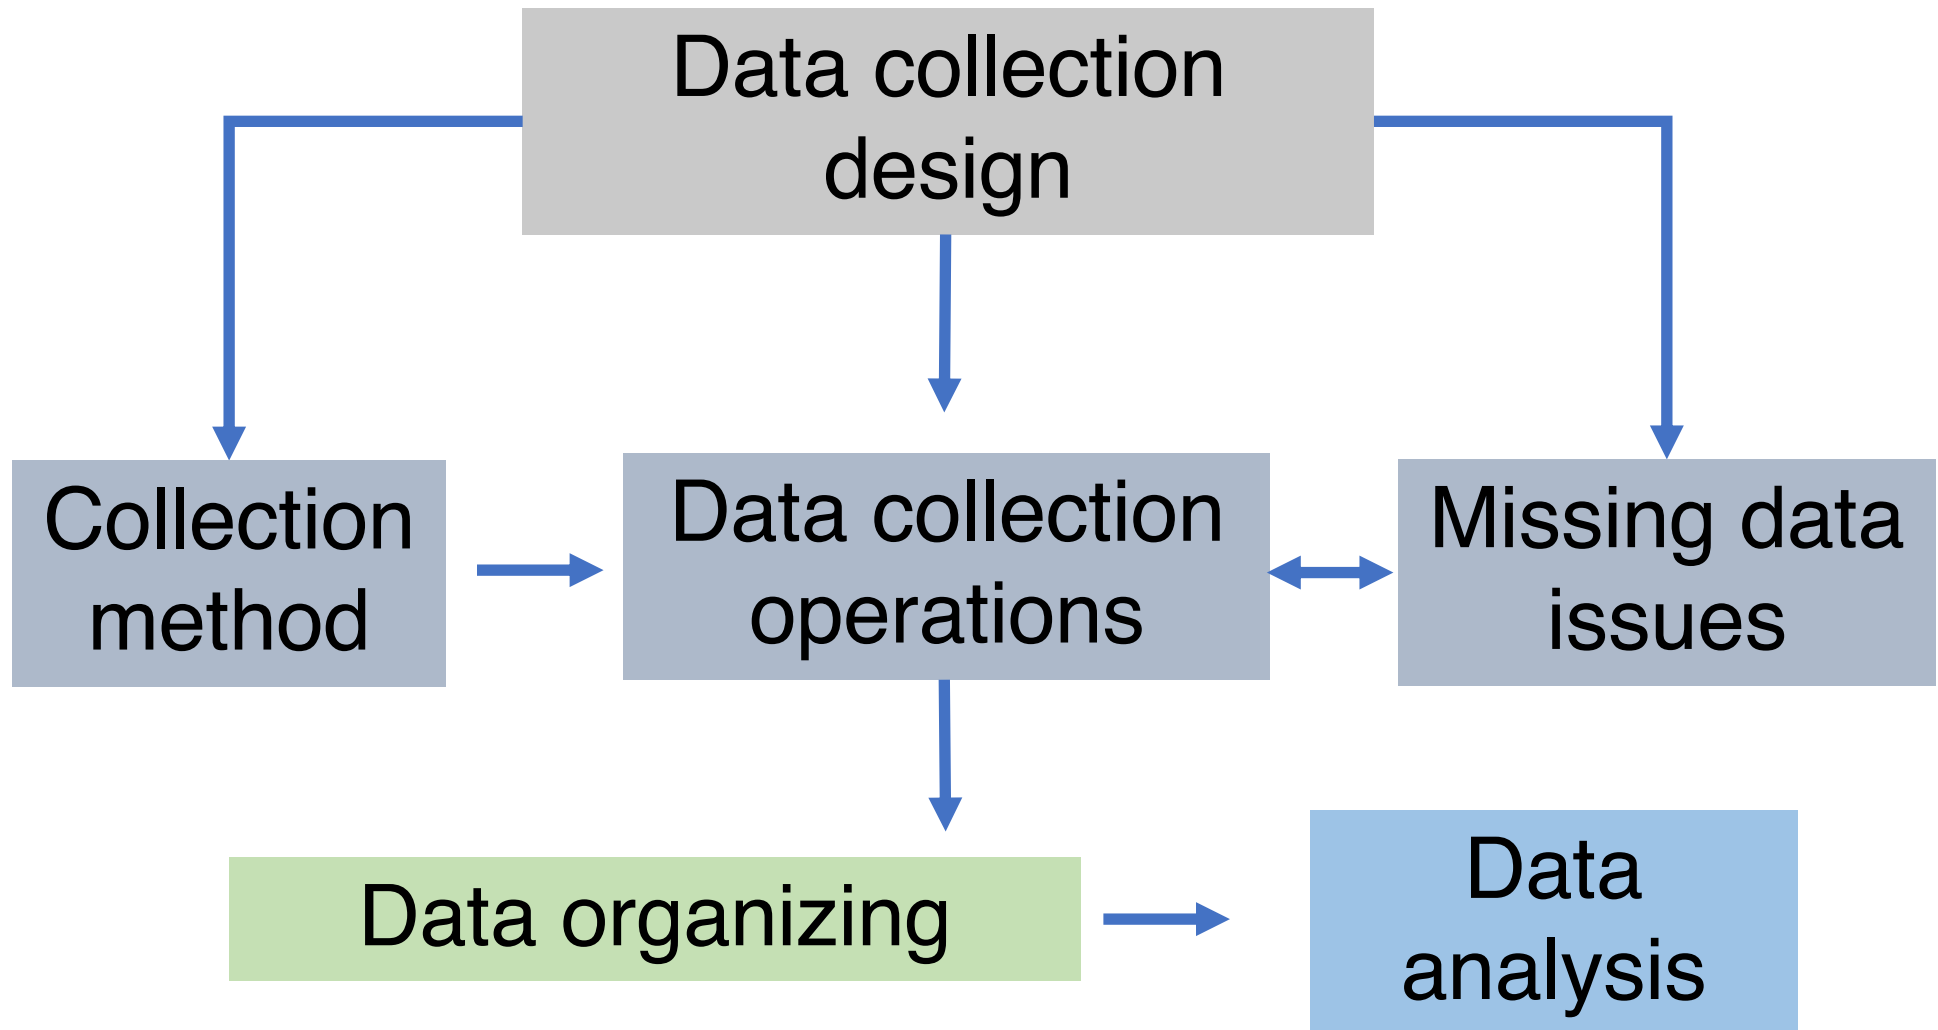 Data collection
design
Collection
method
Data collection
operations
Missing data
issues
Data organizing
Data
analysis